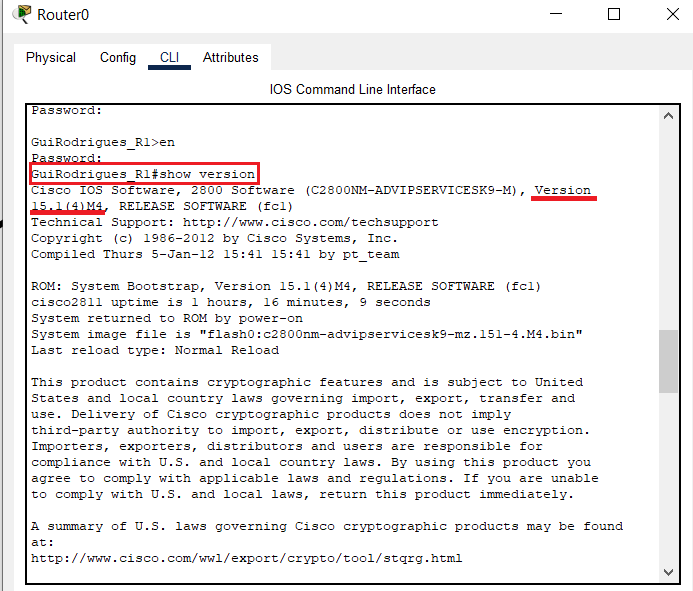 Router0
Physical Config CLI Attributes
IOS Command Line Interface
Password:
GuiRodrigues_R1>en
Password:
GuiRodrigues_R1#show version
Cisco IOS Software, 2800 Software (C2800NM-ADVIPSERVICESK9-M), Version
15.1(4)M4, RELEASE SOFTWARE (fc1)
Technical Support: http://www.cisco.com/techsupport
Copyright (c) 1986-2012 by Cisco Systems, Inc.
Compiled Thurs 5-Jan-12 15:41 15:41 by pt_team
ROM: System Bootstrap, Version 15.1(4)M4, RELEASE SOFTWARE (fc1)
cisco2811 uptime is 1 hours, 16 minutes, 9 seconds
System returned to ROM by power-on
System image file is "flash0:c2800nm-advipservicesk9-mz.151-4.M4.bin"
Last reload type: Normal Reload
This product contains cryptographic features and is subject to United
States and local country laws governing import, export, transfer and
use. Delivery of Cisco cryptographic products does not imply
third-party authority to import, export, distribute or use encryption.
Importers, exporters, distributors and users are responsible for
compliance with U.S. and local country laws. By using this product you
agree to comply with applicable laws and regulations. If you are unable
to comply with U.S. and local laws, return this product immediately.
A summary of U.S. laws governing Cisco cryptographic products may be found
at:
http://www.cisco.com/wwl/export/crypto/tool/stqrg.html